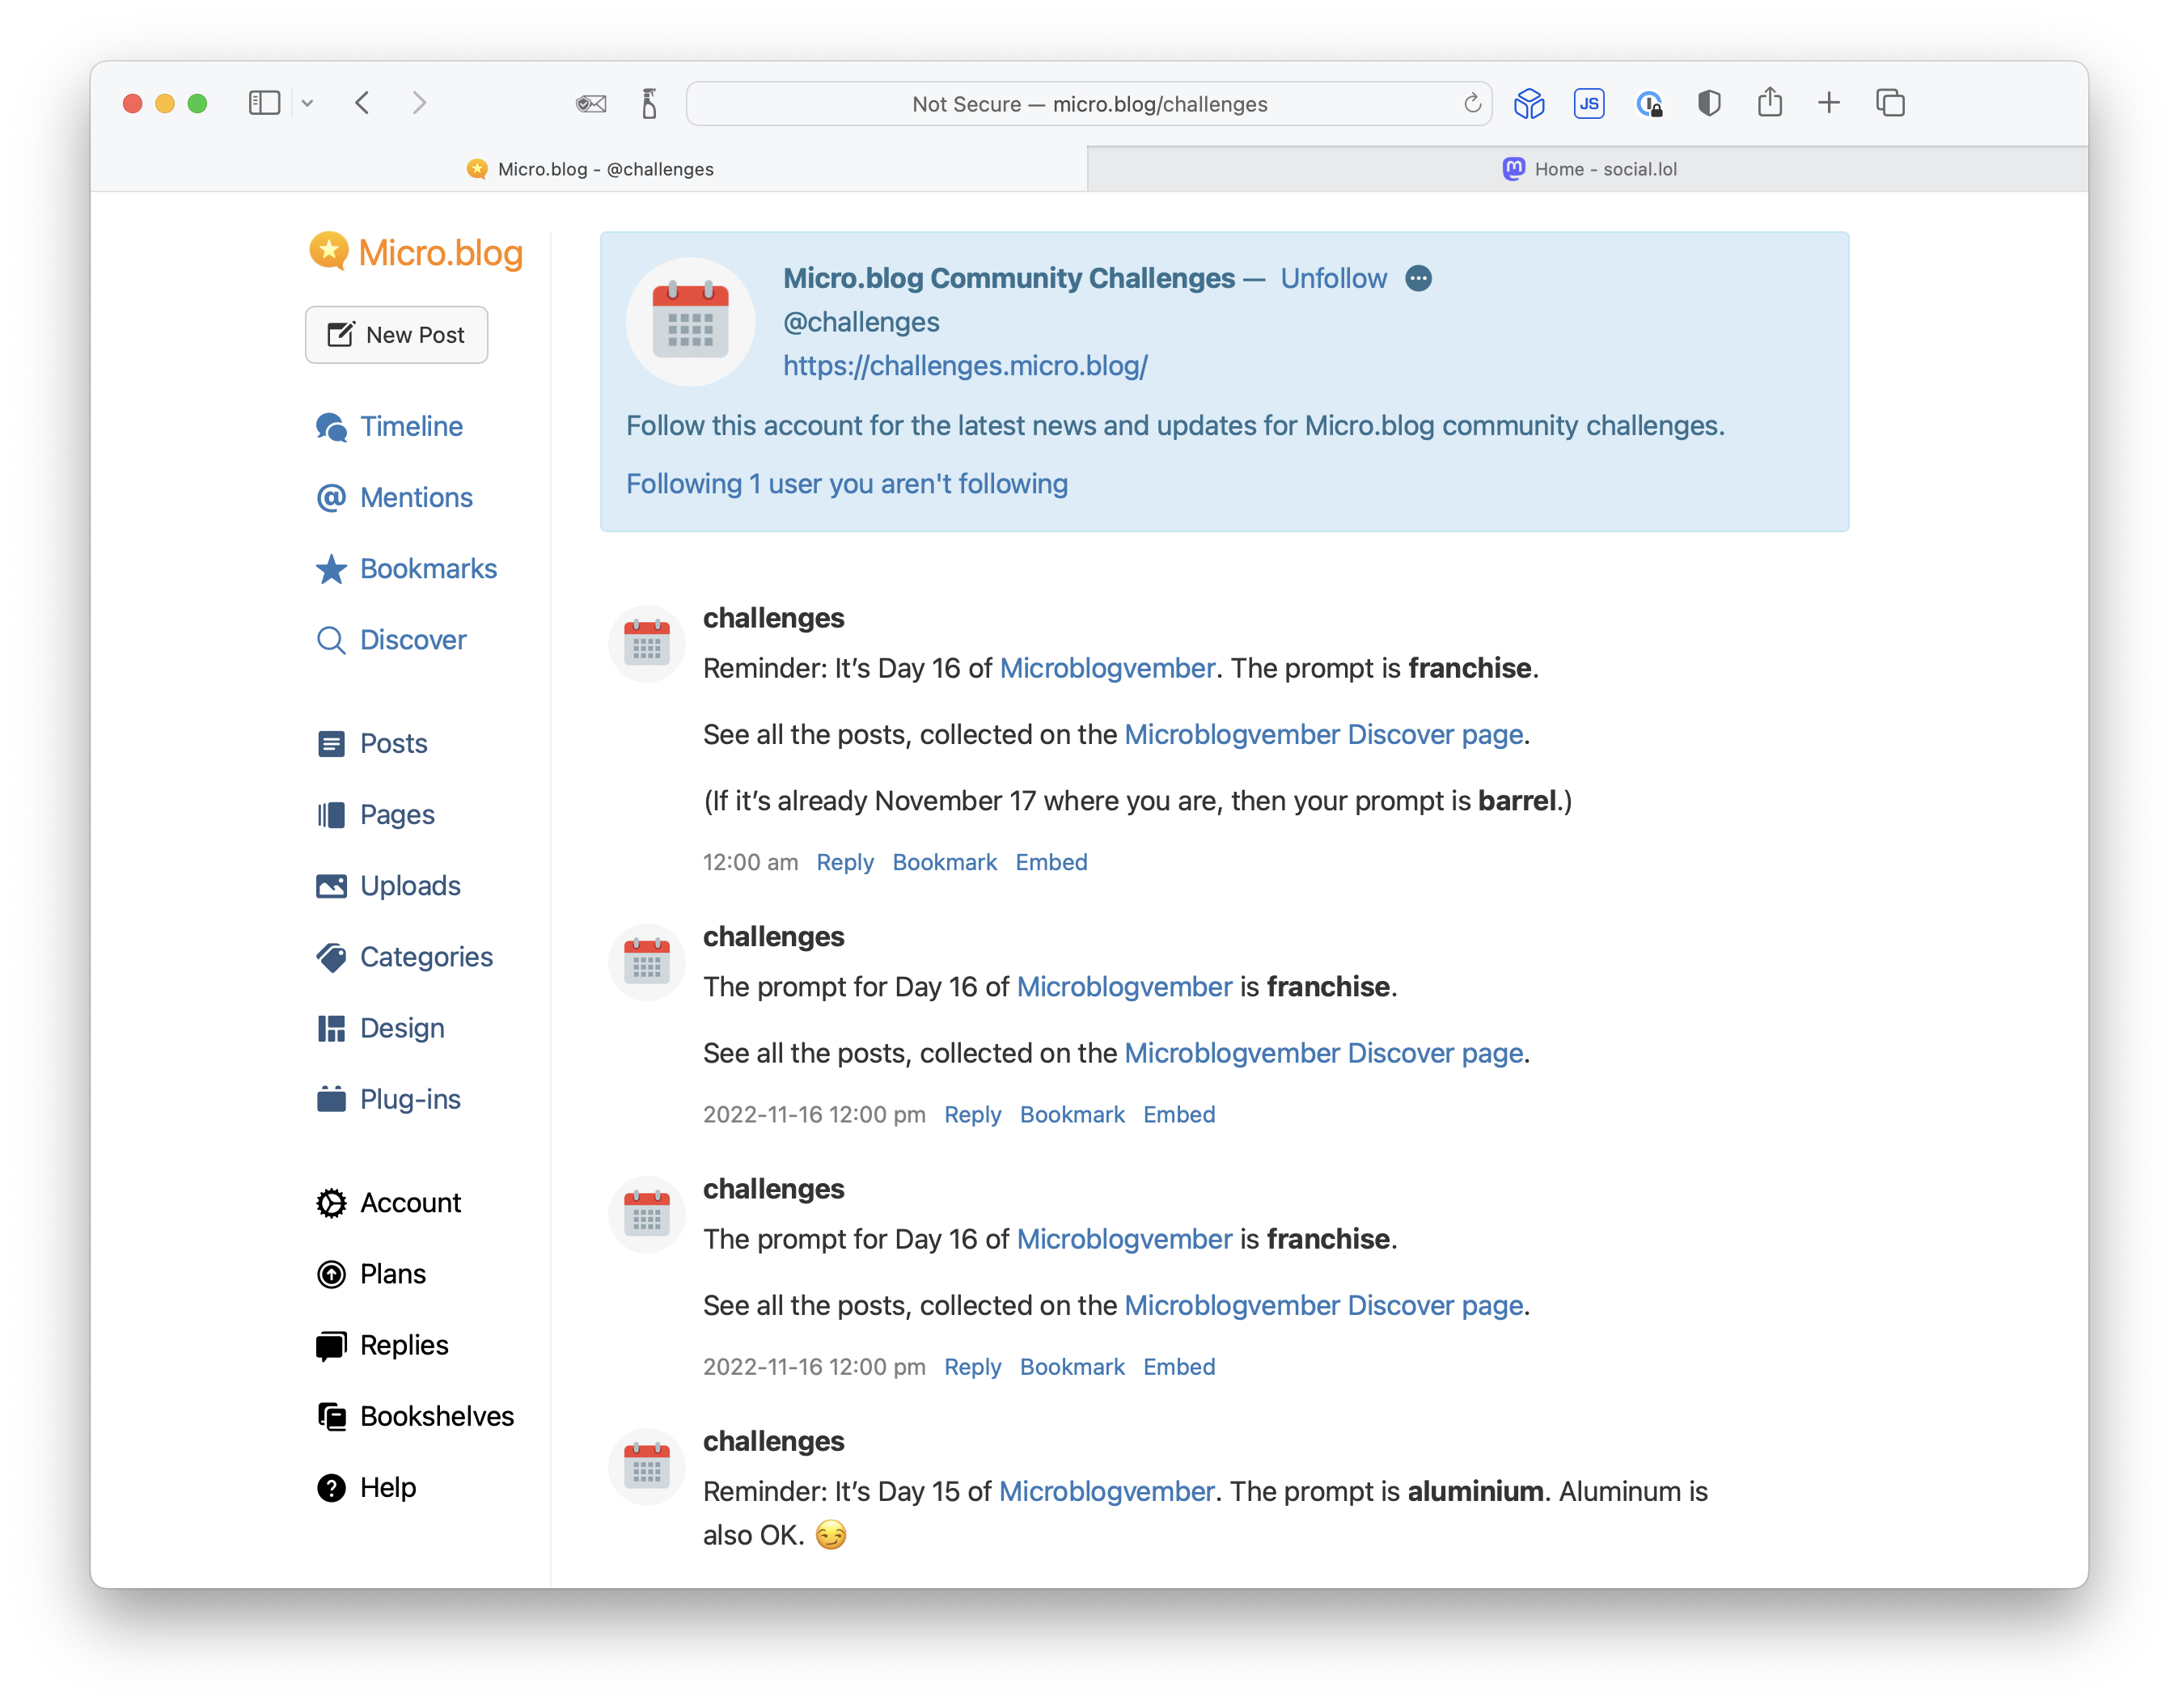 Not Secure — micro.blog/challenges
JS
Micro.blog - @challenges
Home - social.lol
Micro.blog
New Post
Timeline
Mentions
Bookmarks
Discover
Posts
Pages
Uploads
Categories
Design
Plug-ins
Account
Plans
Replies
Bookshelves
Help
Micro.blog Community Challenges — Unfollow
@challenges
https://challenges.micro.blog/
Follow this account for the latest news and updates for Micro.blog community challenges.
Following 1 user you aren't following
challenges
Reminder: It’s Day 16 of Microblogvember. The prompt is franchise.
See all the posts, collected on the Microblogvember Discover page.
(If it’s already November 17 where you are, then your prompt is barrel.)
12:00 am Reply Bookmark Embed
challenges
The prompt for Day 16 of Microblogvember is franchise.
See all the posts, collected on the Microblogvember Discover page.
2022-11-16 12:00 pm Reply Bookmark Embed
challenges
The prompt for Day 16 of Microblogvember is franchise.
See all the posts, collected on the Microblogvember Discover page.
2022-11-16 12:00 pm Reply Bookmark Embed
challenges
Reminder: It’s Day 15 of Microblogvember. The prompt is aluminium. Aluminum is
also OK. 😏